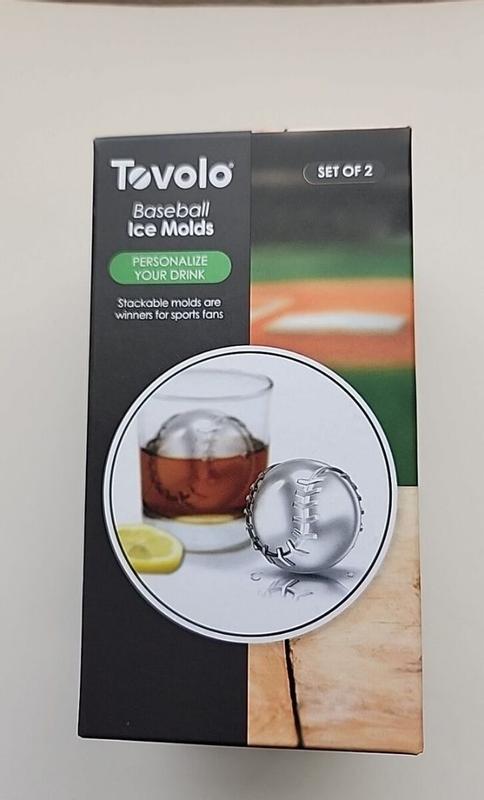 Tovolo
SET OF 2
Baseball
Ice Molds
PERSONALIZE
YOUR DRINK
Stackable molds are
winners for sports fans